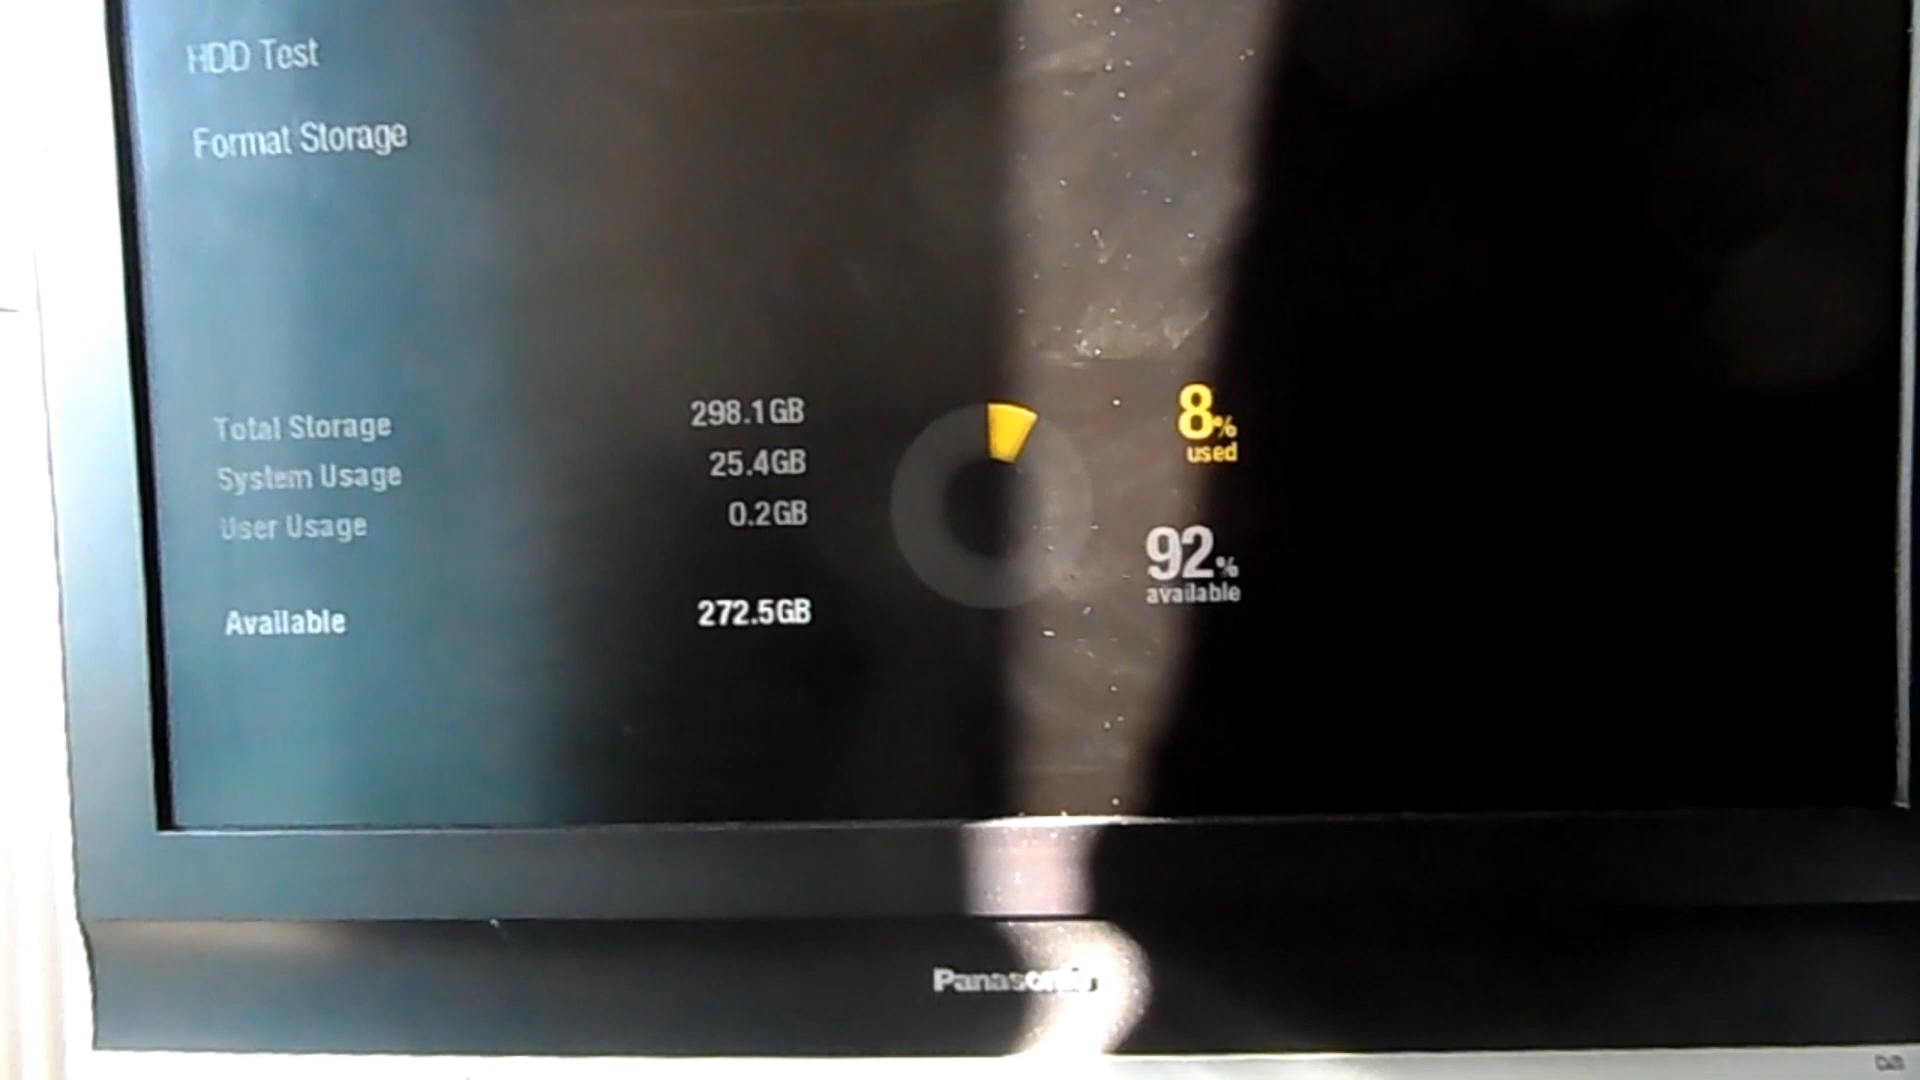 HDD Test
Format Storage
Total Storage 298.1GB
System Usage 25.4GB
User Usage 0.2GB
Available 272.5GB
8%
used
92%
available
Panasonic